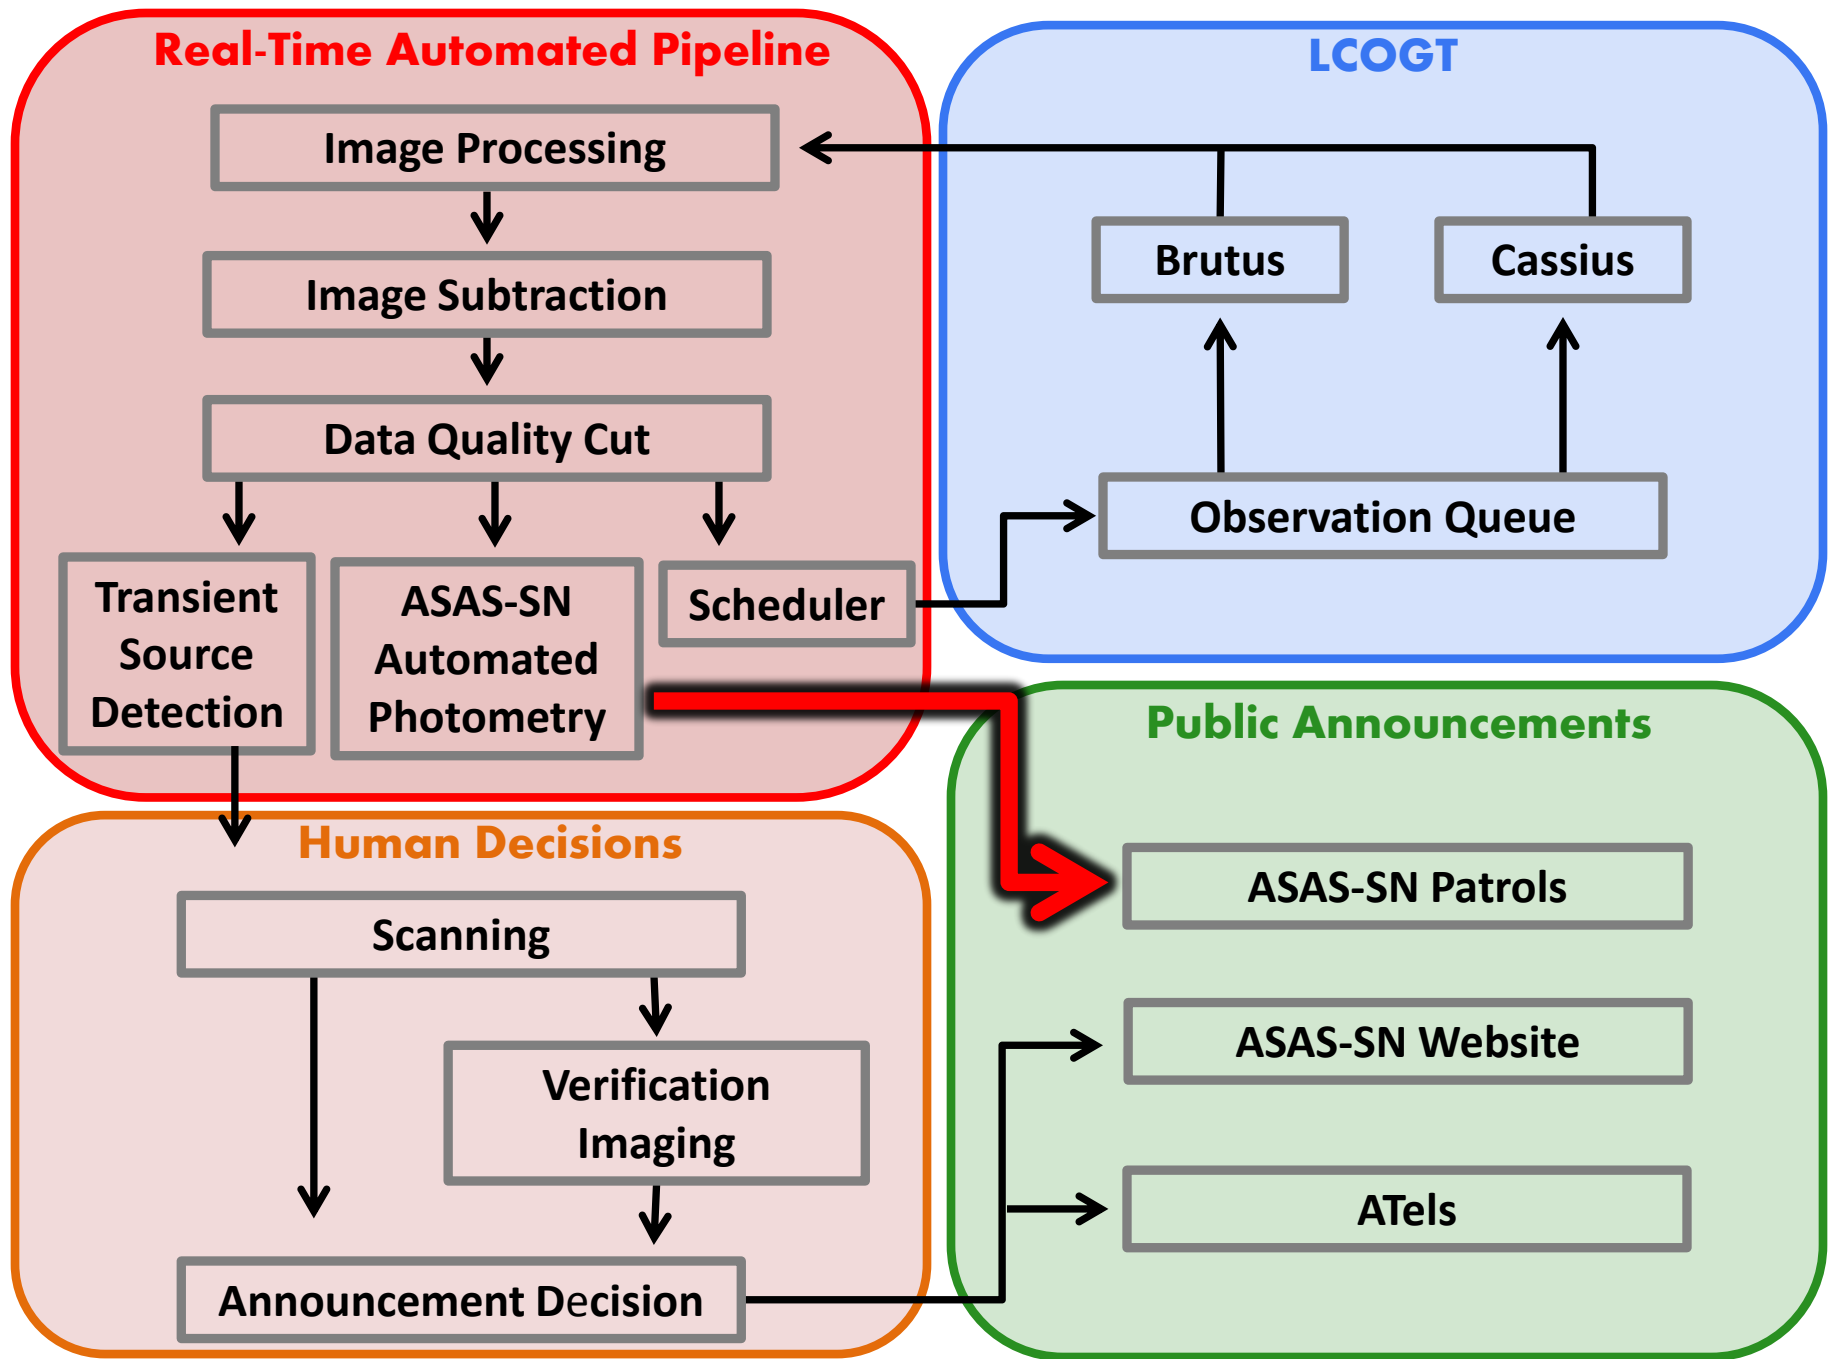 Real-Time Automated Pipeline
Image Processing
Image Subtraction
Data Quality Cut
Transient
Source
Detection
ASAS-SN
Automated
Photometry
Scheduler
LCOGT
Brutus
Cassius
Observation Queue
Human Decisions
Scanning
Verification
Imaging
Announcement Decision
Public Announcements
ASAS-SN Patrols
ASAS-SN Website
ATels